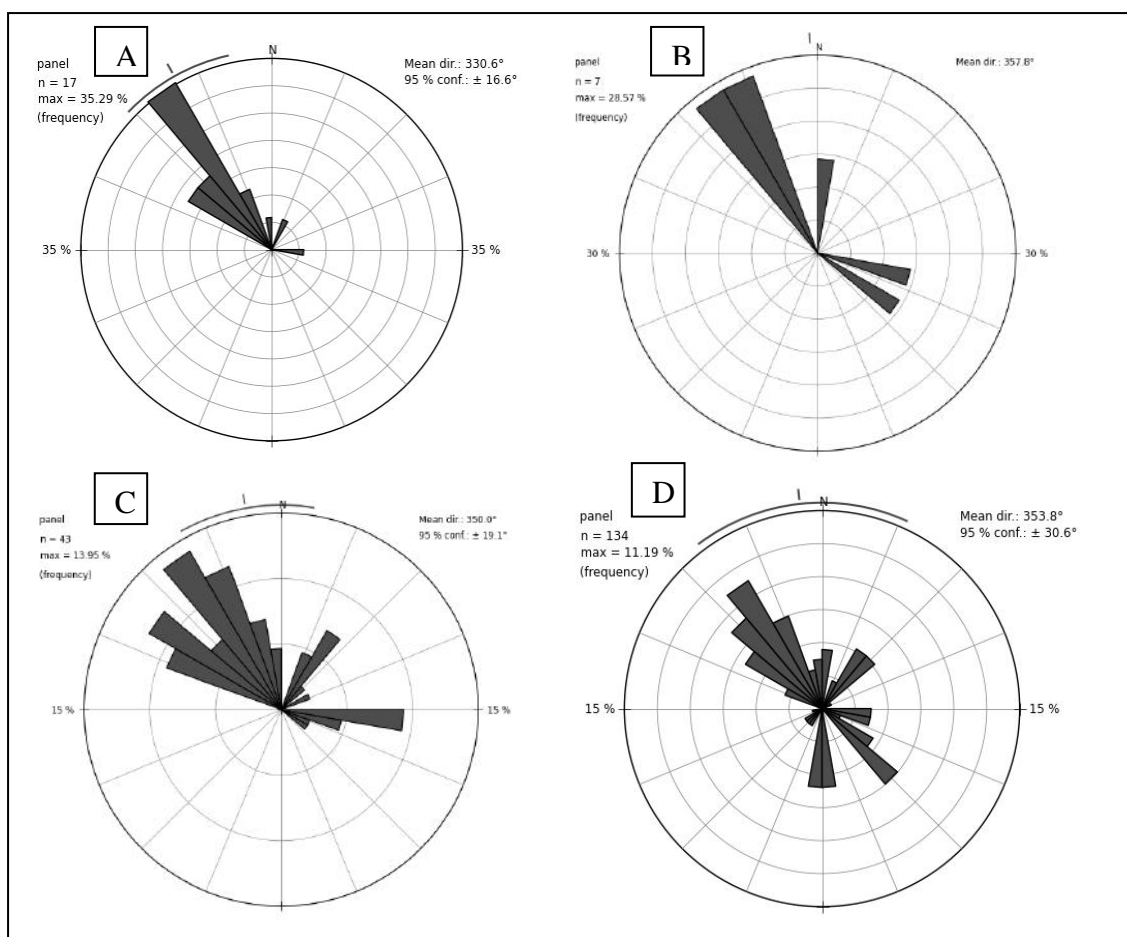 A
N
panel
n = 17
max = 35.29 %
(frequency)
Mean dir.: 330.6°
95 % conf.: ± 16.6°
35 %
35 %
B
N
panel
n = 7
max = 28.57 %
(frequency)
Mean dir.: 357.8°
30 %
30 %
C
N
panel
n = 43
max = 13.95 %
(frequency)
Mean dir.: 350.0°
95 % conf.: ± 19.1°
15 %
15 %
D
N
panel
n = 134
max = 11.19 %
(frequency)
Mean dir.: 353.8°
95 % conf.: ± 30.6°
15 %
15 %